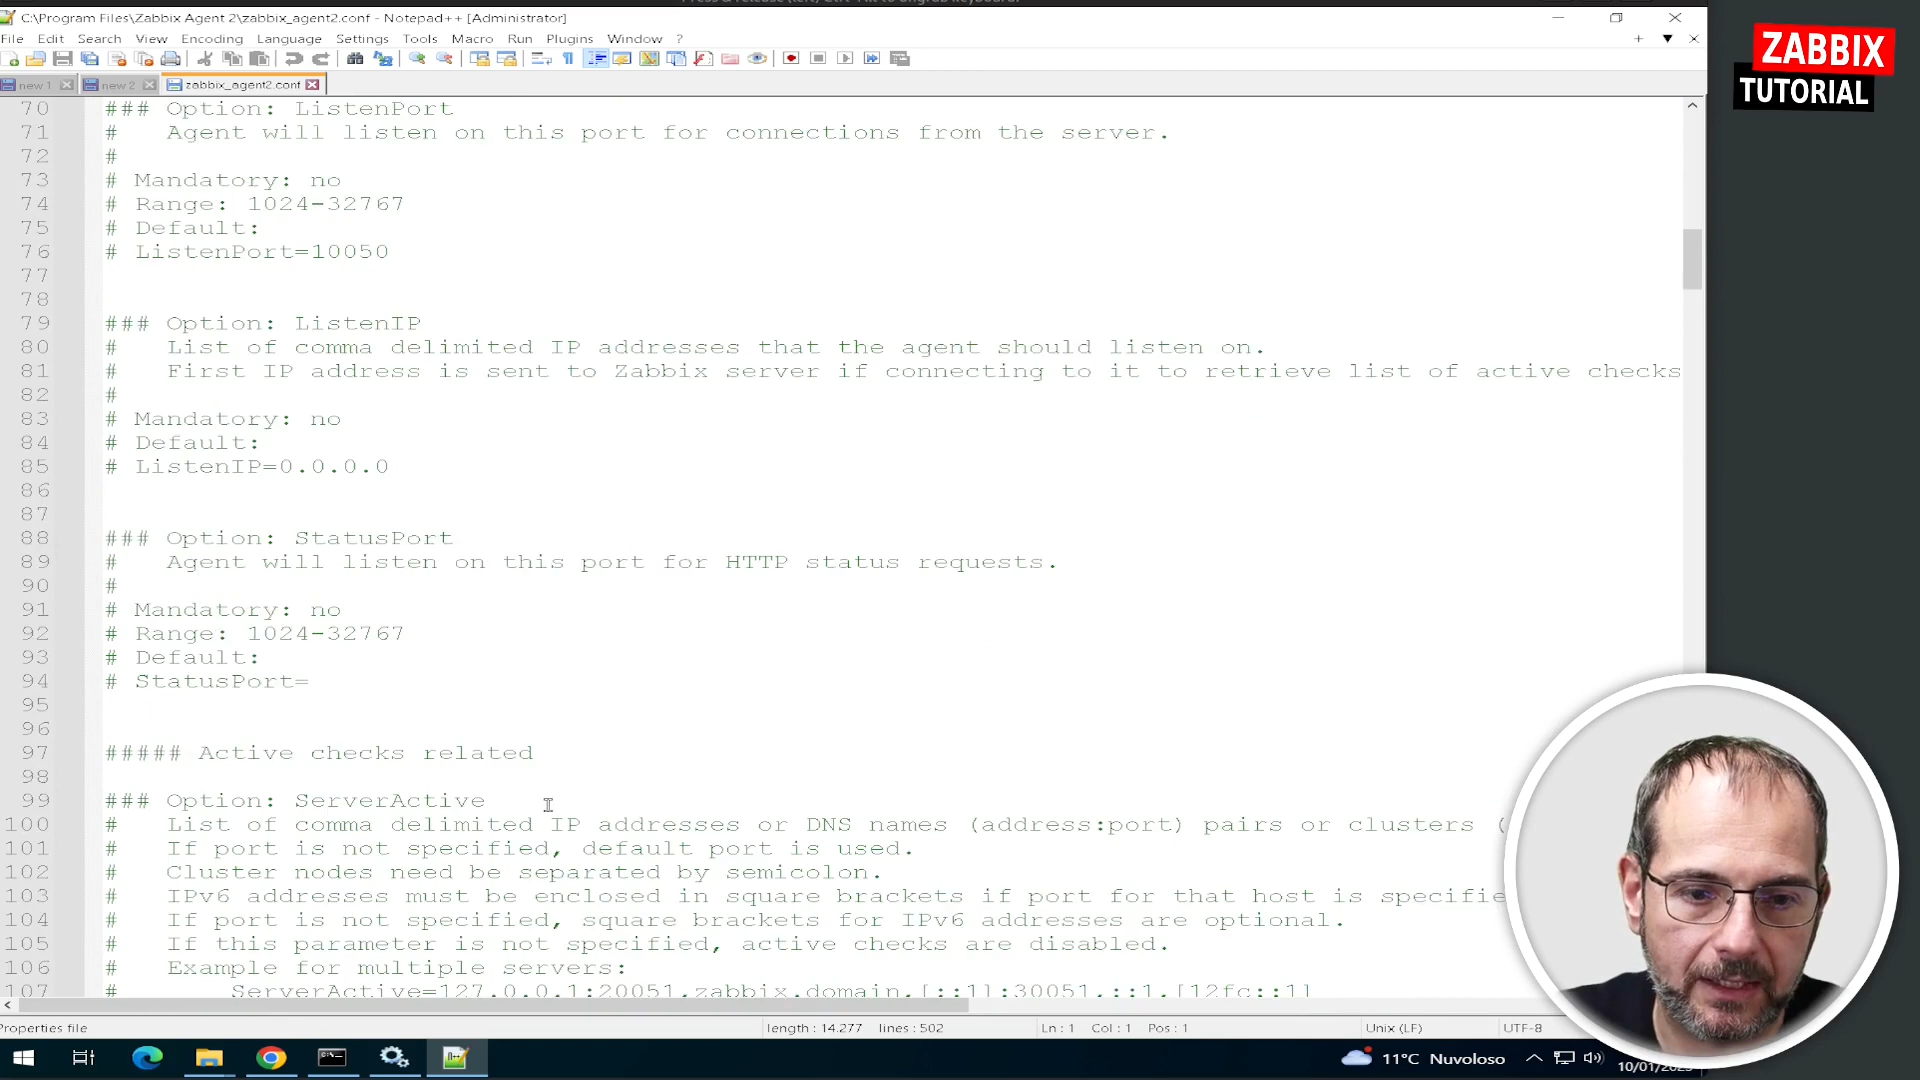 C:\Program Files\Zabbix Agent 2\zabbix_agent2.conf - Notepad++ [Administrator]
File Edit Search View Encoding Language Settings Tools Macro Run Plugins Window ?
new 1 new 2 zabbix_agent2.conf
ZABBIX
TUTORIAL
70 ### Option: ListenPort
71 # Agent will listen on this port for connections from the server.
72 #
73 # Mandatory: no
74 # Range: 1024-32767
75 # Default:
76 # ListenPort=10050
77
78
79 ### Option: ListenIP
80 # List of comma delimited IP addresses that the agent should listen on.
81 # First IP address is sent to Zabbix server if connecting to it to retrieve list of active checks
82 #
83 # Mandatory: no
84 # Default:
85 # ListenIP=0.0.0.0
86
87
88 ### Option: StatusPort
89 # Agent will listen on this port for HTTP status requests.
90 #
91 # Mandatory: no
92 # Range: 1024-32767
93 # Default:
94 # StatusPort=
95
96
97 ##### Active checks related
98
99 ### Option: ServerActive
100 # List of comma delimited IP addresses or DNS names (address:port) pairs or clusters (
101 # If port is not specified, default port is used.
102 # Cluster nodes need be separated by semicolon.
103 # IPv6 addresses must be enclosed in square brackets if port for that host is specifie
104 # If port is not specified, square brackets for IPv6 addresses are optional.
105 # If this parameter is not specified, active checks are disabled.
106 # Example for multiple servers:
107 # ServerActive=127.0.0.1:20051,zabbix.domain,[::1]:30051,::1,[12fc::1]
Properties file length : 14.277 lines : 502 Ln : 1 Col : 1 Pos : 1 Unix (LF) UTF-8
11°C Nuvoloso